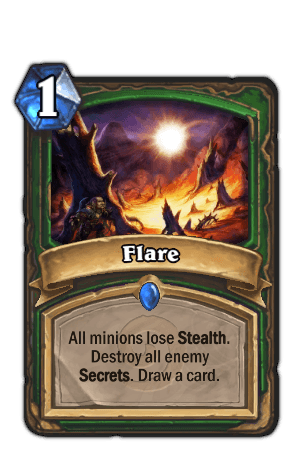 1
Flare
All minions lose Stealth.
Destroy all enemy
Secrets. Draw a card.